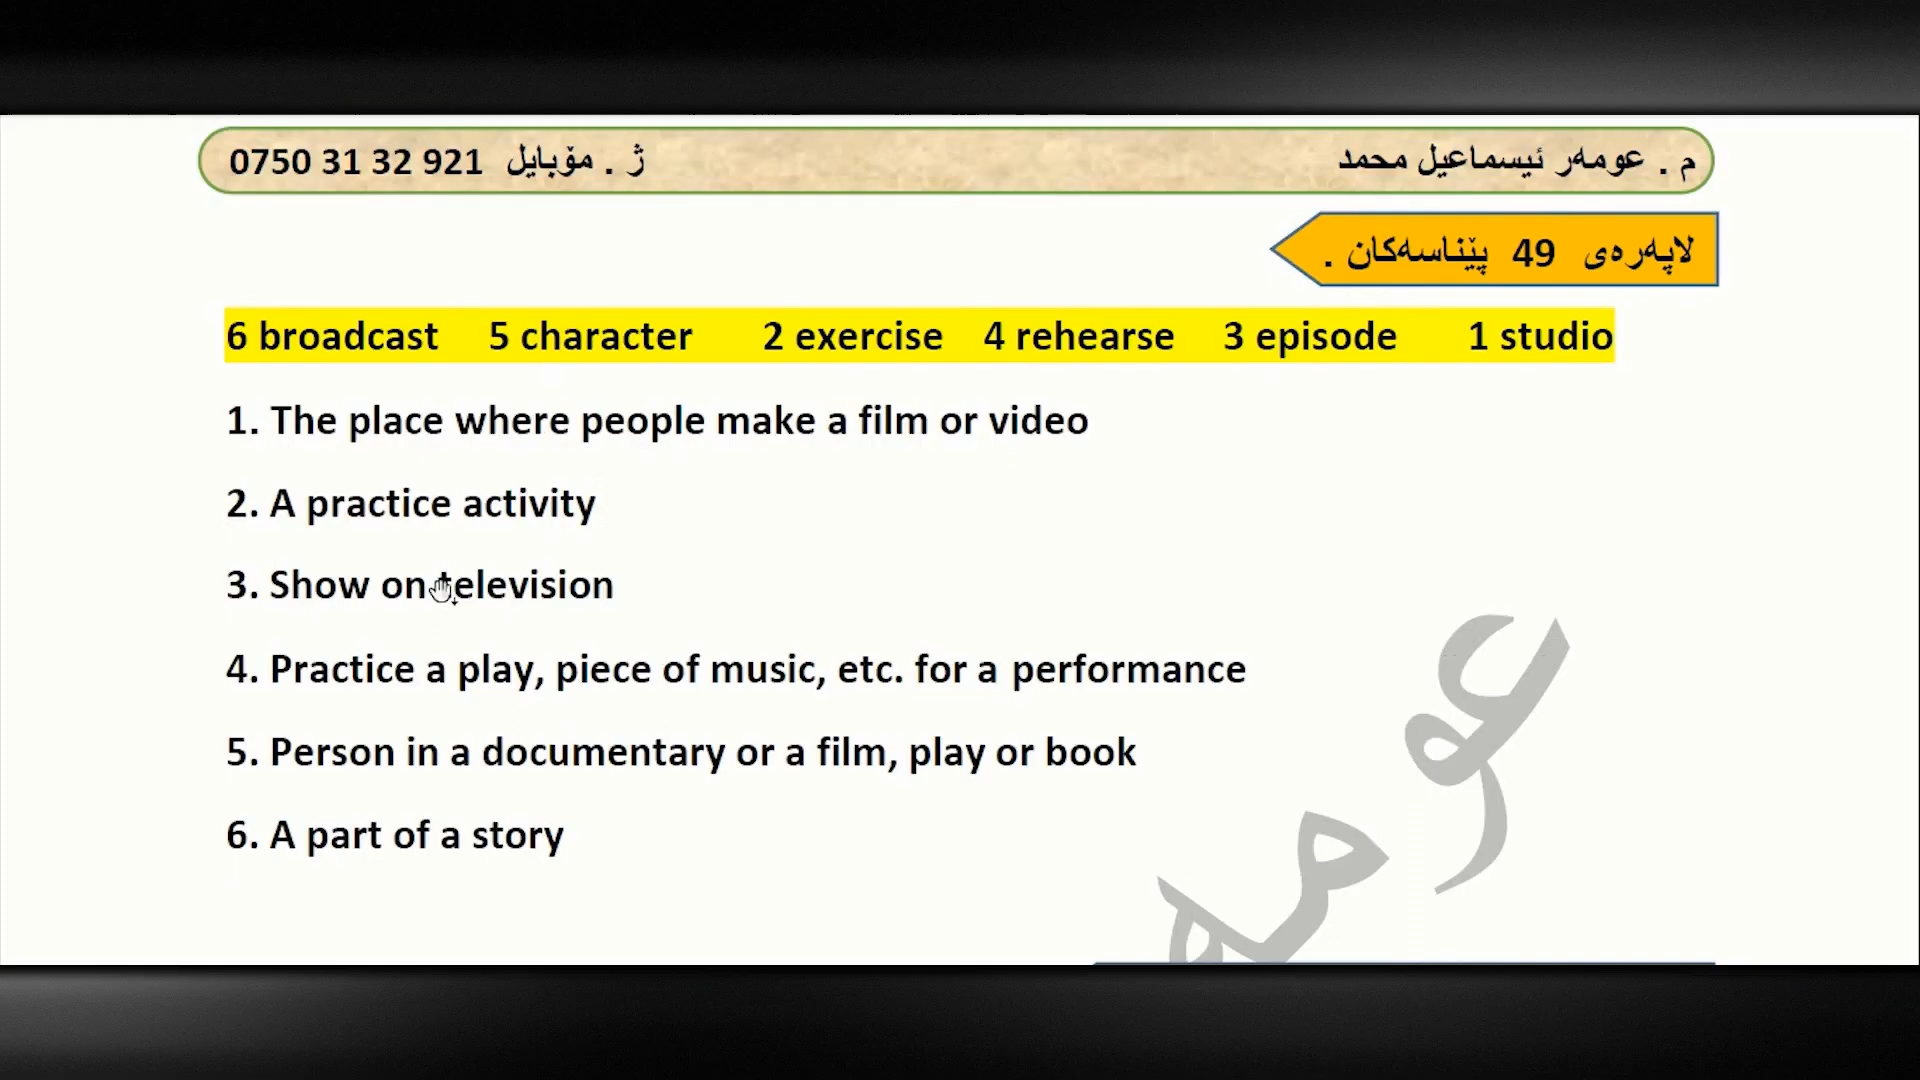 م . عومەر ئیسماعیل محمد ژ . مۆبایل 0750 31 32 921
لاپەرەی 49 پێناسەکان .
6 broadcast 5 character 2 exercise 4 rehearse 3 episode 1 studio
1. The place where people make a film or video
2. A practice activity
3. Show on television
4. Practice a play, piece of music, etc. for a performance
5. Person in a documentary or a film, play or book
6. A part of a story
عومە